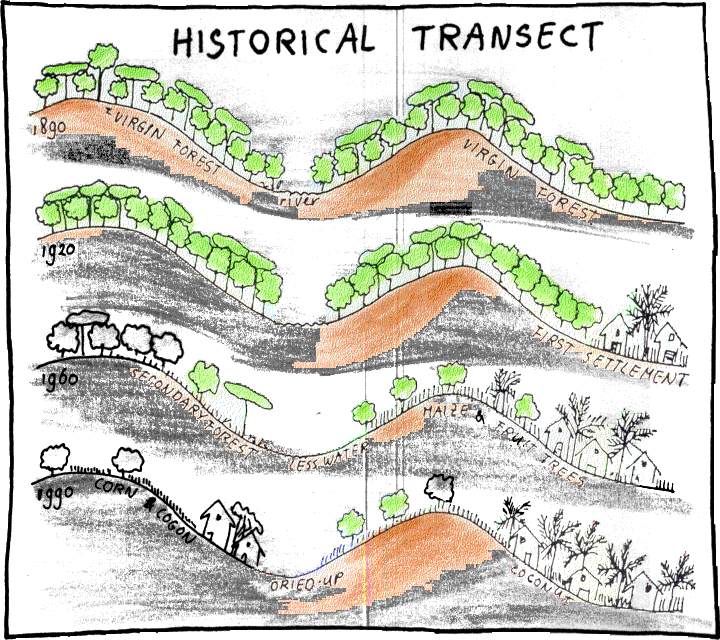 HISTORICAL TRANSECT
1890
VIRGIN FOREST
river
VIRGIN FOREST
1920
FIRST SETTLEMENT
1960
SECONDARY FOREST
LESS WATER
MAIZE & FRUIT TREES
1990
CORN & COGON
DRIED-UP
COCONUT